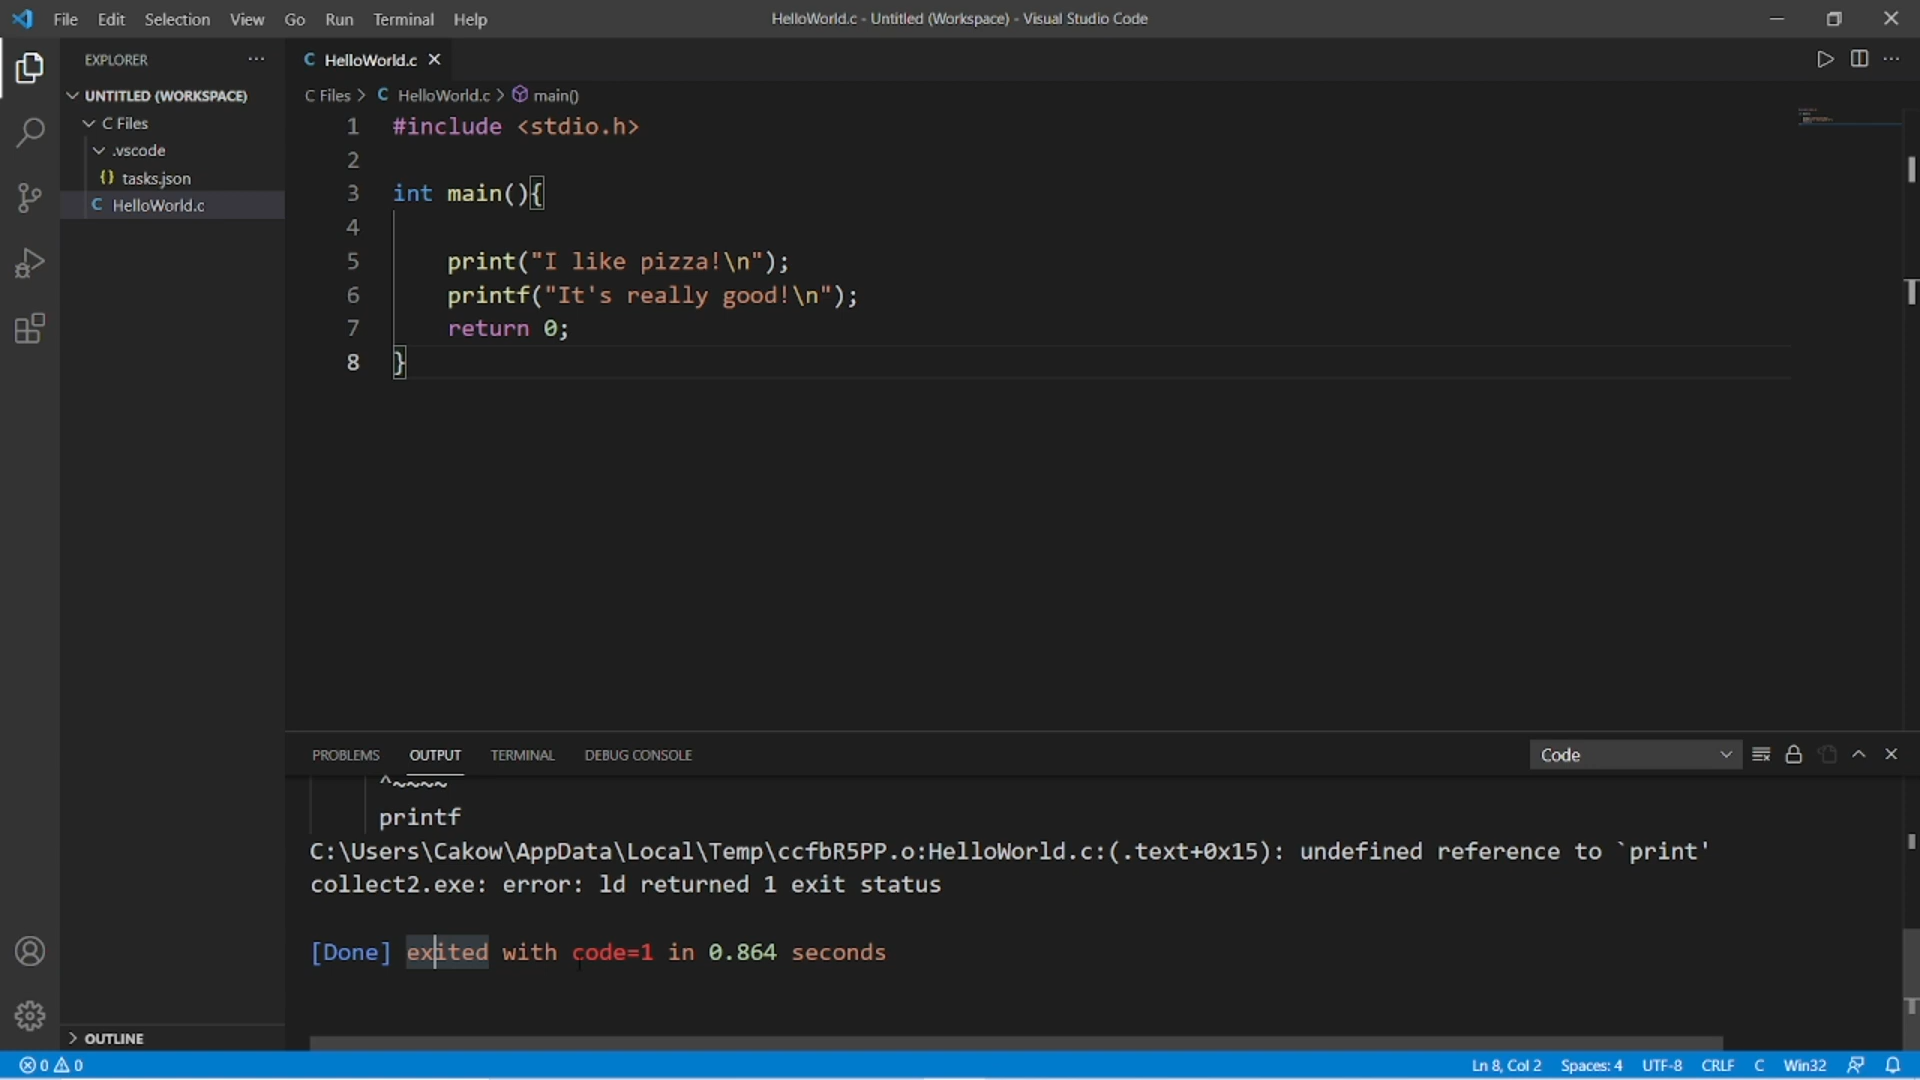 File Edit Selection View Go Run Terminal Help
HelloWorld.c - Untitled (Workspace) - Visual Studio Code
EXPLORER
UNTITLED (WORKSPACE)
C Files
.vscode
{} tasks.json
C HelloWorld.c
OUTLINE
C HelloWorld.c
C Files > C HelloWorld.c > main()
1 #include <stdio.h>
2
3 int main(){
4
5 print("I like pizza!\n");
6 printf("It's really good!\n");
7 return 0;
8 }
PROBLEMS OUTPUT TERMINAL DEBUG CONSOLE
Code
^~~~~
printf
C:\Users\Cakow\AppData\Local\Temp\ccfbR5PP.o:HelloWorld.c:(.text+0x15): undefined reference to `print'
collect2.exe: error: ld returned 1 exit status
[Done] exited with code=1 in 0.864 seconds
0 0
Ln 8, Col 2 Spaces: 4 UTF-8 CRLF C Win32